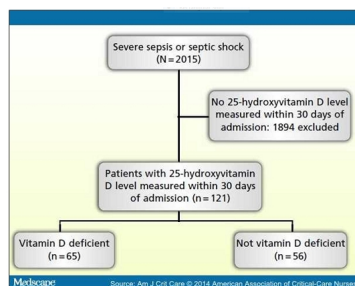 Severe sepsis or septic shock
(N=2015)
No 25-hydroxyvitamin D level
measured within 30 days of
admission: 1894 excluded
Patients with 25-hydroxyvitamin
D level measured within 30 days
of admission (n=121)
Vitamin D deficient
(n=65)
Not vitamin D deficient
(n=56)
Medscape
Source: Am J Crit Care © 2014 American Association of Critical-Care Nurses